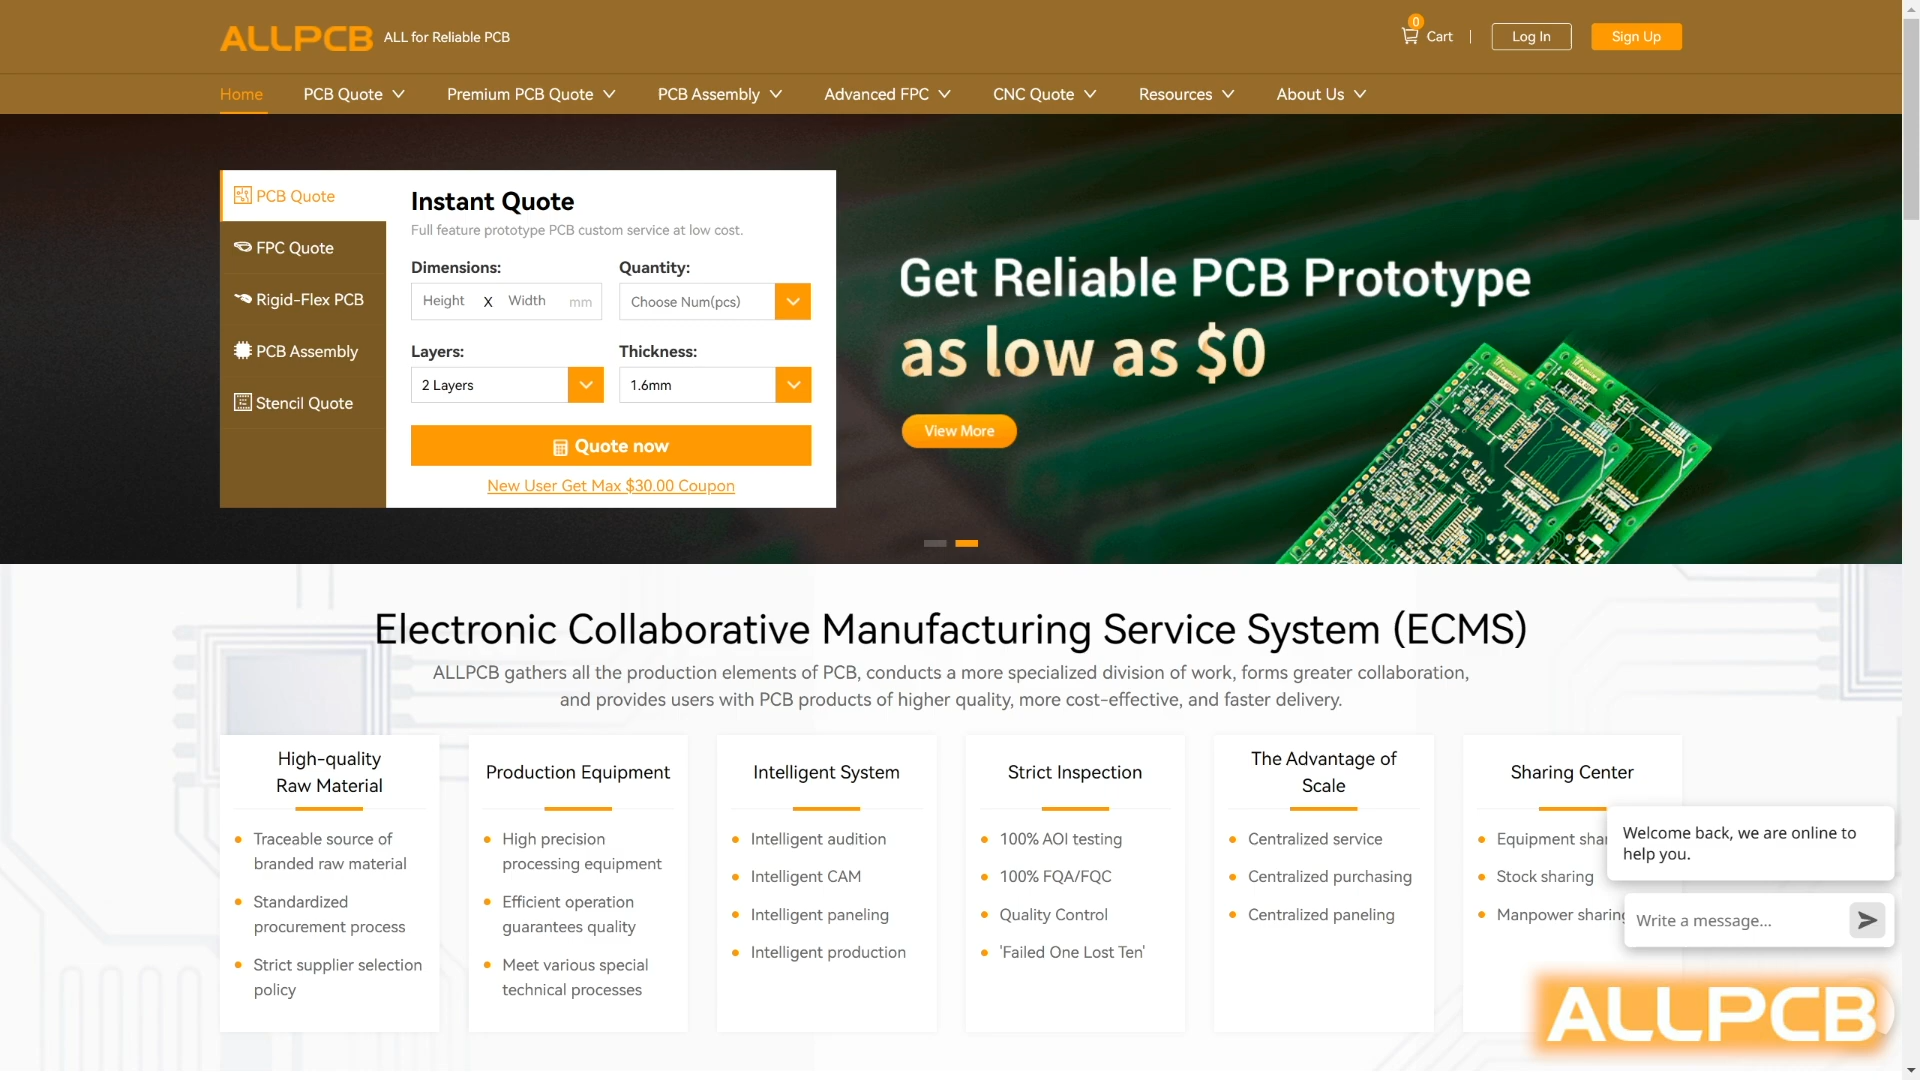 ALLPCB ALL for Reliable PCB
0
Cart | Log In Sign Up
Home PCB Quote Premium PCB Quote PCB Assembly Advanced FPC CNC Quote Resources About Us
PCB Quote
FPC Quote
Rigid-Flex PCB
PCB Assembly
Stencil Quote
Instant Quote
Full feature prototype PCB custom service at low cost.
Dimensions: Quantity:
Height X Width mm Choose Num(pcs)
Layers: Thickness:
2 Layers 1.6mm
Quote now
New User Get Max $30.00 Coupon
Get Reliable PCB Prototype
as low as $0
View More
Electronic Collaborative Manufacturing Service System (ECMS)
ALLPCB gathers all the production elements of PCB, conducts a more specialized division of work, forms greater collaboration,
and provides users with PCB products of higher quality, more cost-effective, and faster delivery.
High-quality
Raw Material
Traceable source of
branded raw material
Standardized
procurement process
Strict supplier selection
policy
Production Equipment
High precision
processing equipment
Efficient operation
guarantees quality
Meet various special
technical processes
Intelligent System
Intelligent audition
Intelligent CAM
Intelligent paneling
Intelligent production
Strict Inspection
100% AOI testing
100% FQA/FQC
Quality Control
'Failed One Lost Ten'
The Advantage of
Scale
Centralized service
Centralized purchasing
Centralized paneling
Sharing Center
Equipment shar
Stock sharing
Manpower sharing
Welcome back, we are online to
help you.
Write a message...
ALLPCB